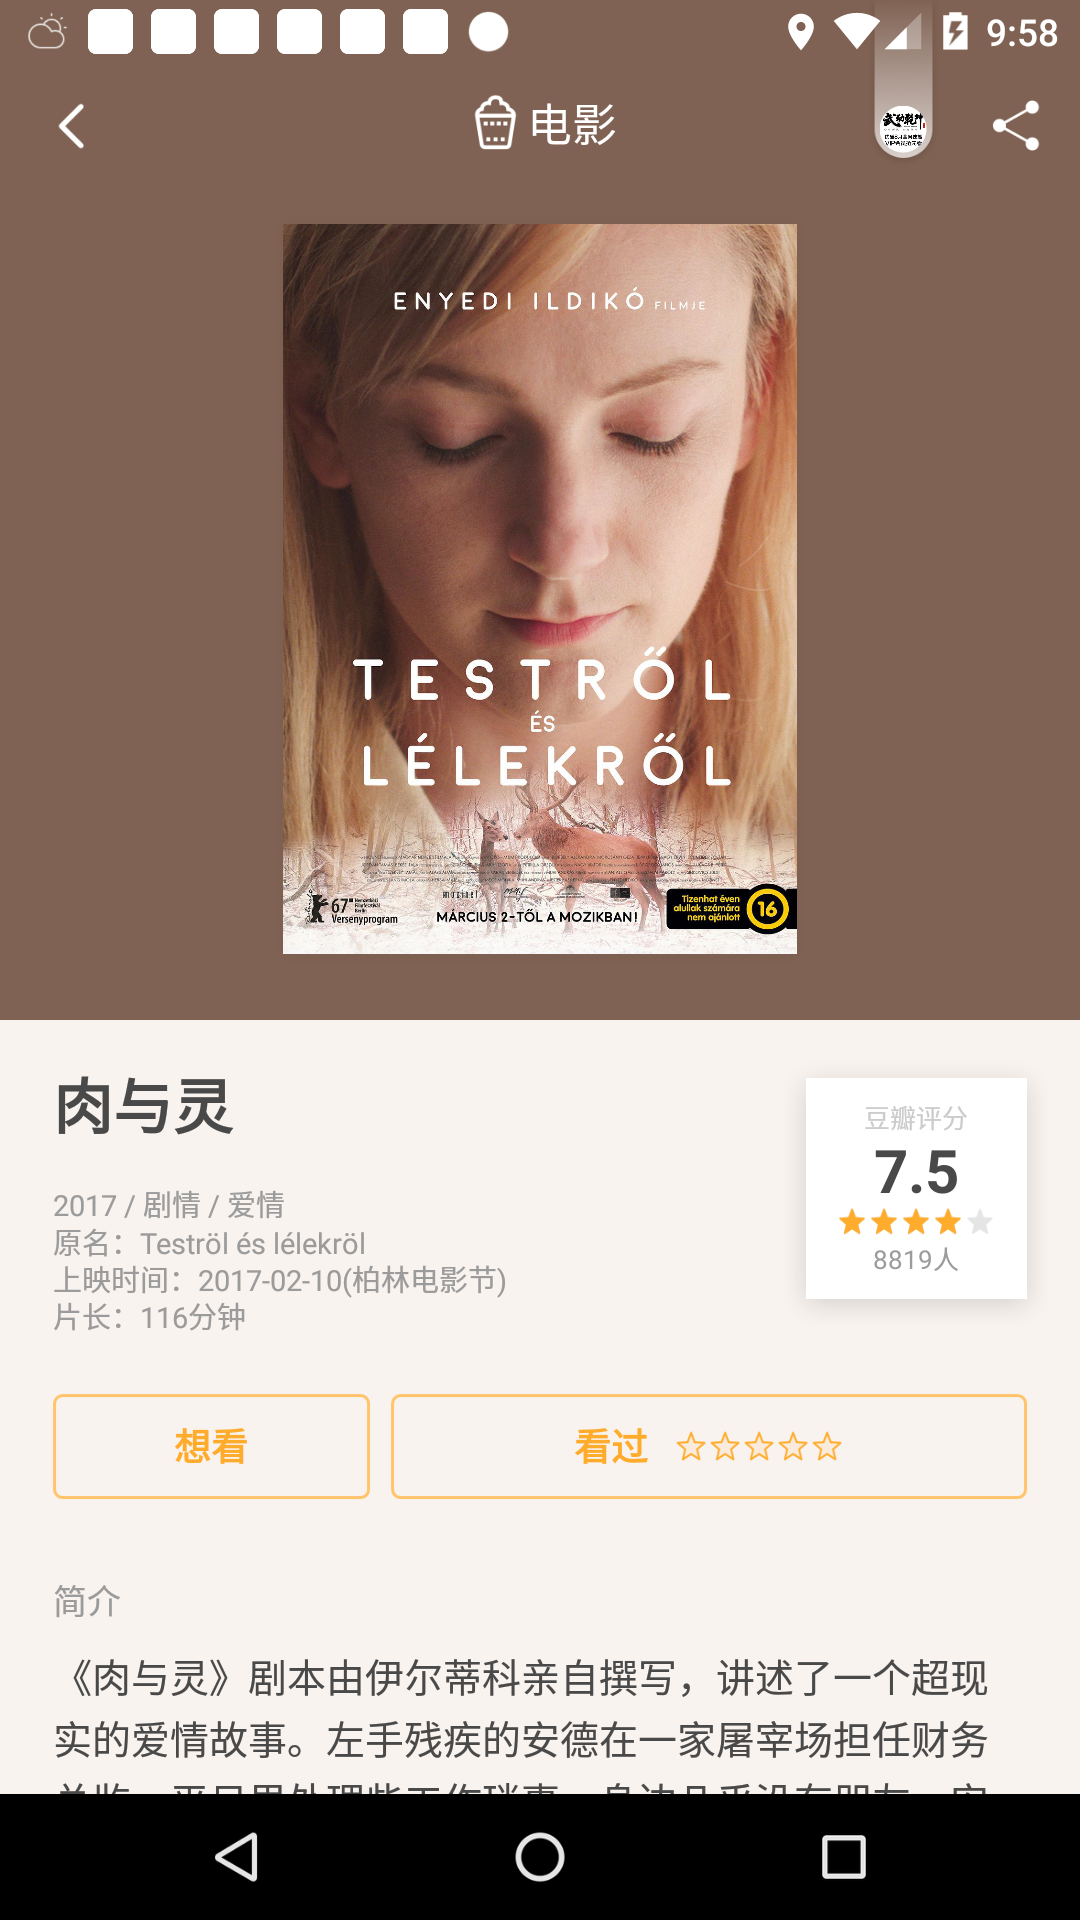 9:58
电影
ENYEDI ILDIKÓ FILMJE
TESTRŐL
ÉS
LÉLEKRŐL
67
Versenyprogram
MÁRCIUS 2-TŐL A MOZIKBAN!
Tizenhat éven
aluliak számára
nem ajánlott
16
肉与灵
豆瓣评分
7.5
8819人
2017 / 剧情 / 爱情
原名：Teströl és lélekröl
上映时间：2017-02-10(柏林电影节)
片长：116分钟
想看
看过
简介
《肉与灵》剧本由伊尔蒂科亲自撰写，讲述了一个超现
实的爱情故事。左手残疾的安德在一家屠宰场担任财务